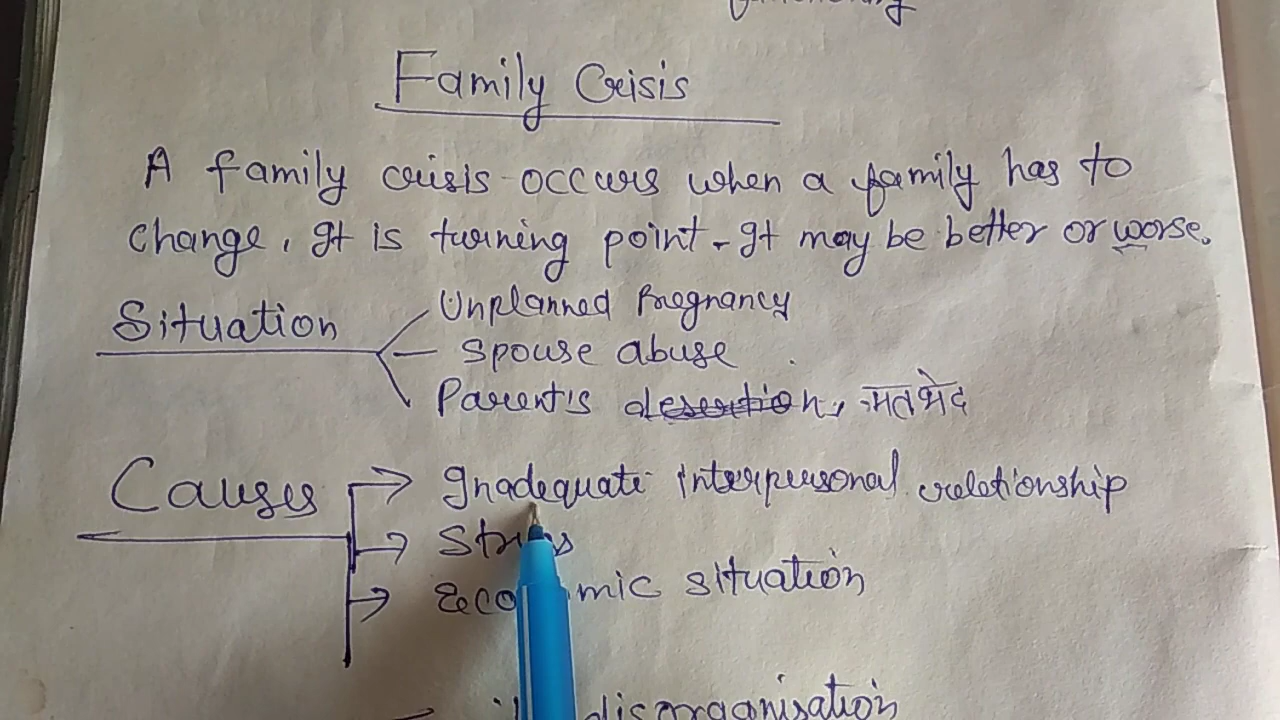 Family Crisis
A family crisis occurs when a family has to
change, It is turning point. It may be better or worse.
Situation
Unplanned Pregnancy
Spouse abuse
Parent's desertion, मतभेद
Causes
Inadequate interpersonal relationship
Economic situation
disorganisation